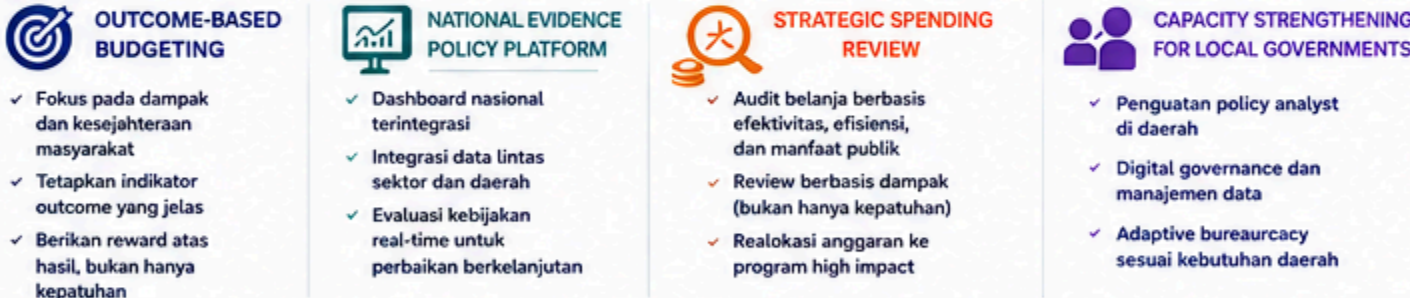 OUTCOME-BASED
BUDGETING
Fokus pada dampak
dan kesejahteraan
masyarakat
Tetapkan indikator
outcome yang jelas
Berikan reward atas
hasil, bukan hanya
kepatuhan
NATIONAL EVIDENCE
POLICY PLATFORM
Dashboard nasional
terintegrasi
Integrasi data lintas
sektor dan daerah
Evaluasi kebijakan
real-time untuk
perbaikan berkelanjutan
STRATEGIC SPENDING
REVIEW
Audit belanja berbasis
efektivitas, efisiensi,
dan manfaat publik
Review berbasis dampak
(bukan hanya kepatuhan)
Realokasi anggaran ke
program high impact
CAPACITY STRENGTHENING
FOR LOCAL GOVERNMENTS
Penguatan policy analyst
di daerah
Digital governance dan
manajemen data
Adaptive bureaurcacy
sesuai kebutuhan daerah